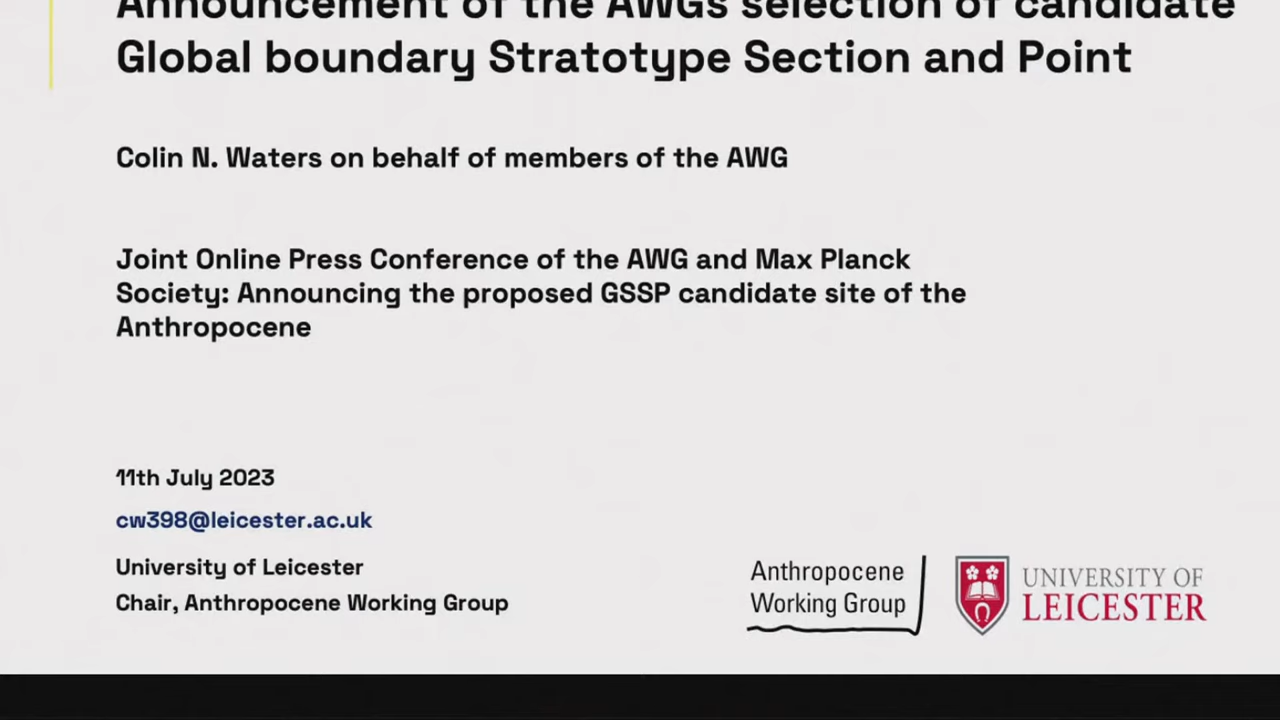 Announcement of the AWGs selection of candidate
Global boundary Stratotype Section and Point
Colin N. Waters on behalf of members of the AWG
Joint Online Press Conference of the AWG and Max Planck
Society: Announcing the proposed GSSP candidate site of the
Anthropocene
11th July 2023
cw398@leicester.ac.uk
University of Leicester
Chair, Anthropocene Working Group
Anthropocene
Working Group
UNIVERSITY OF
LEICESTER